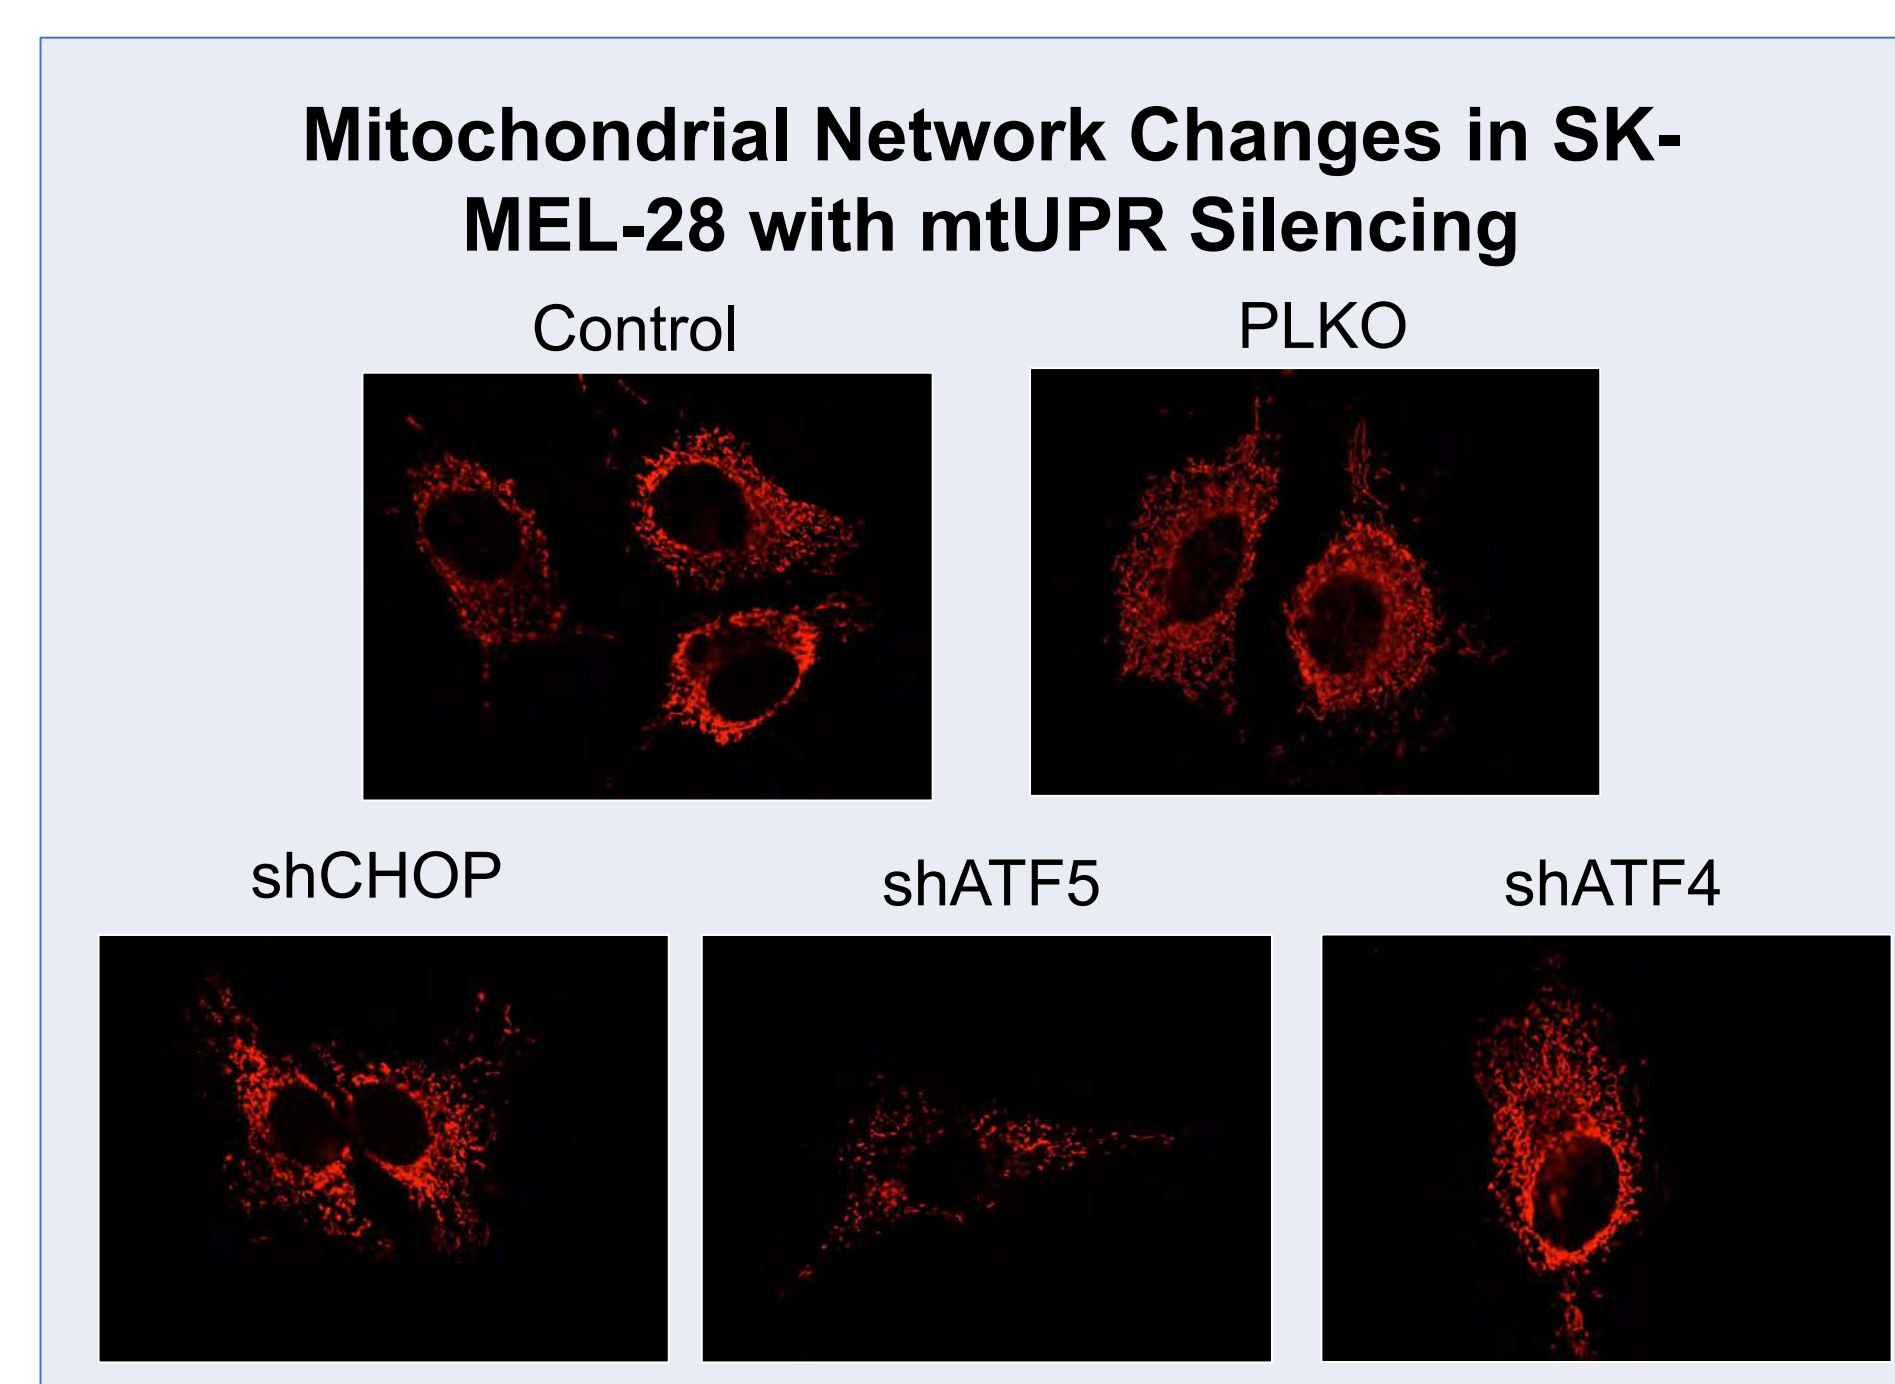 Mitochondrial Network Changes in SK-
MEL-28 with mtUPR Silencing
Control
PLKO
shCHOP
shATF5
shATF4